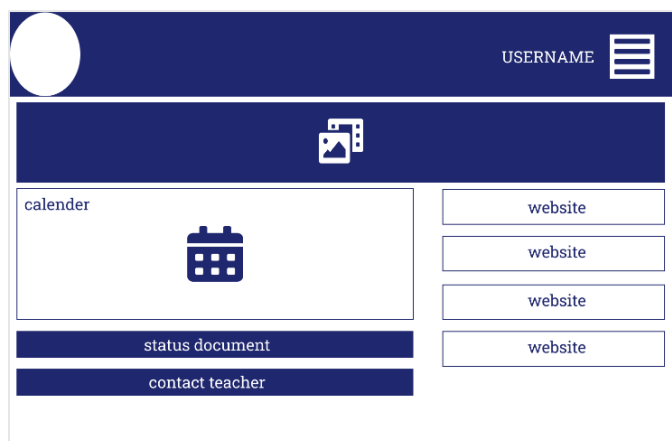 USERNAME
calender
website
website
website
website
status document
contact teacher